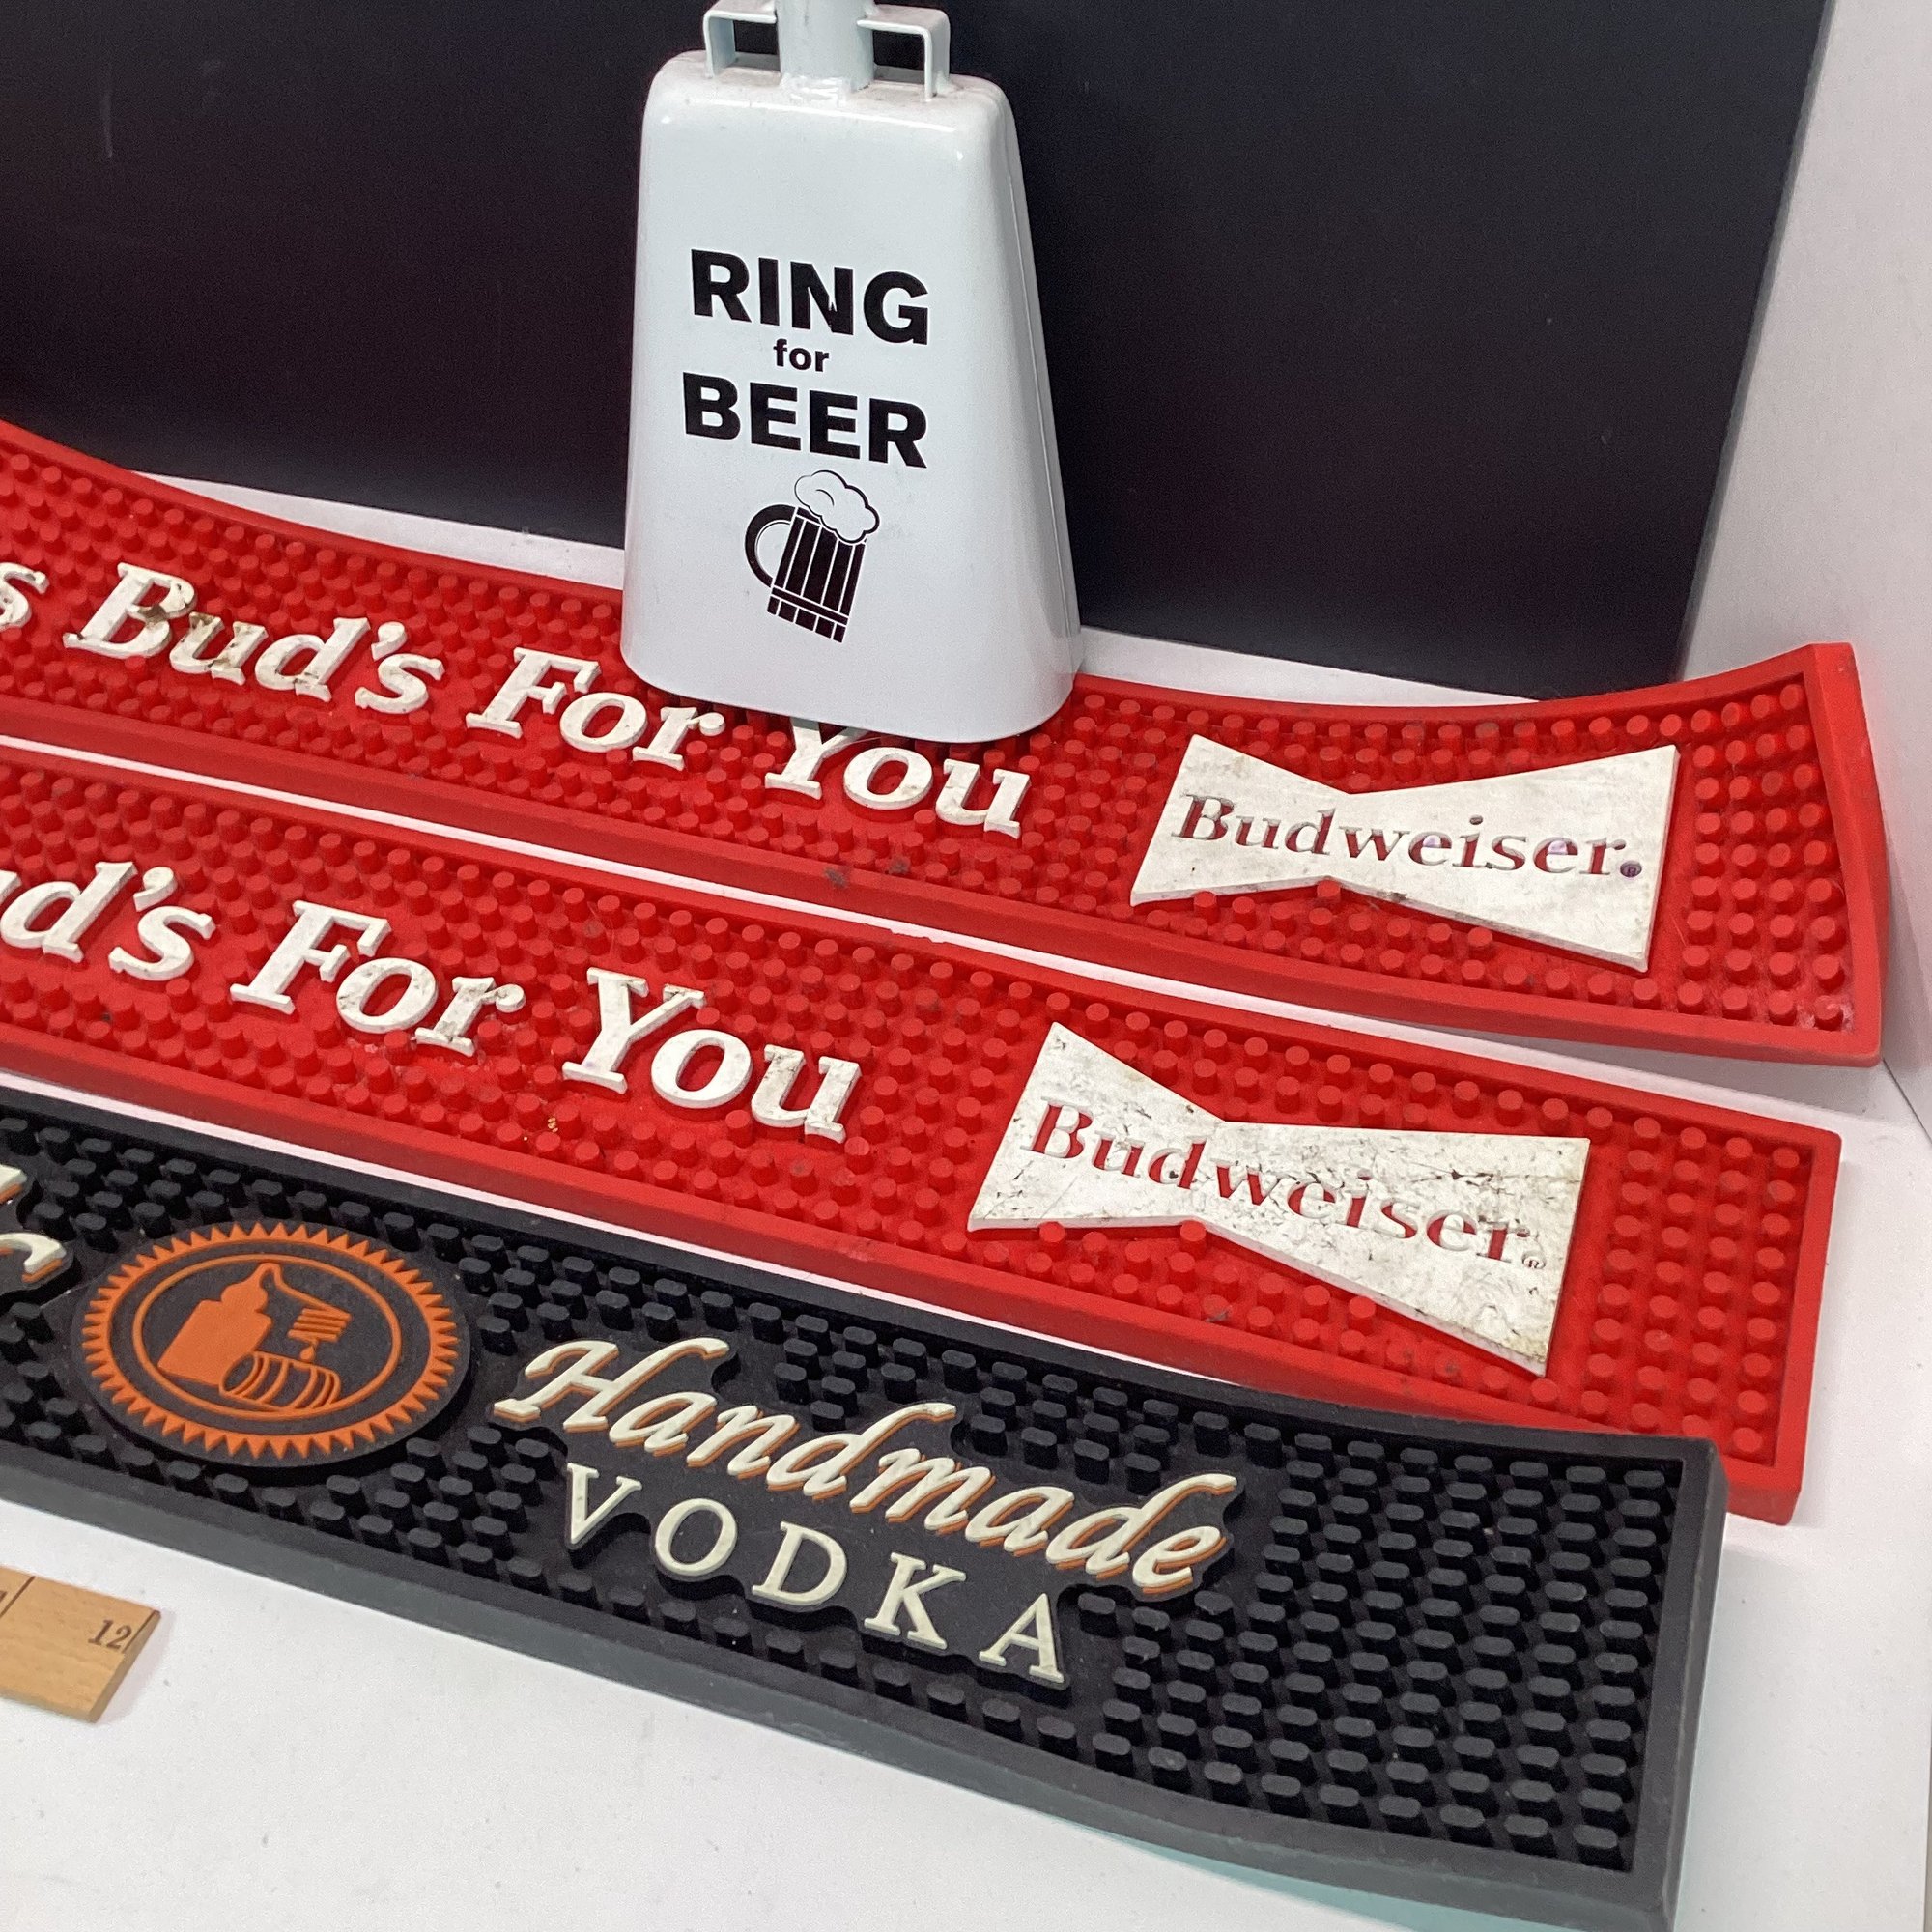 RING
for
BEER
s Bud's For You
Budweiser®
ud's For You
Budweiser®
Handmade
VODKA
12